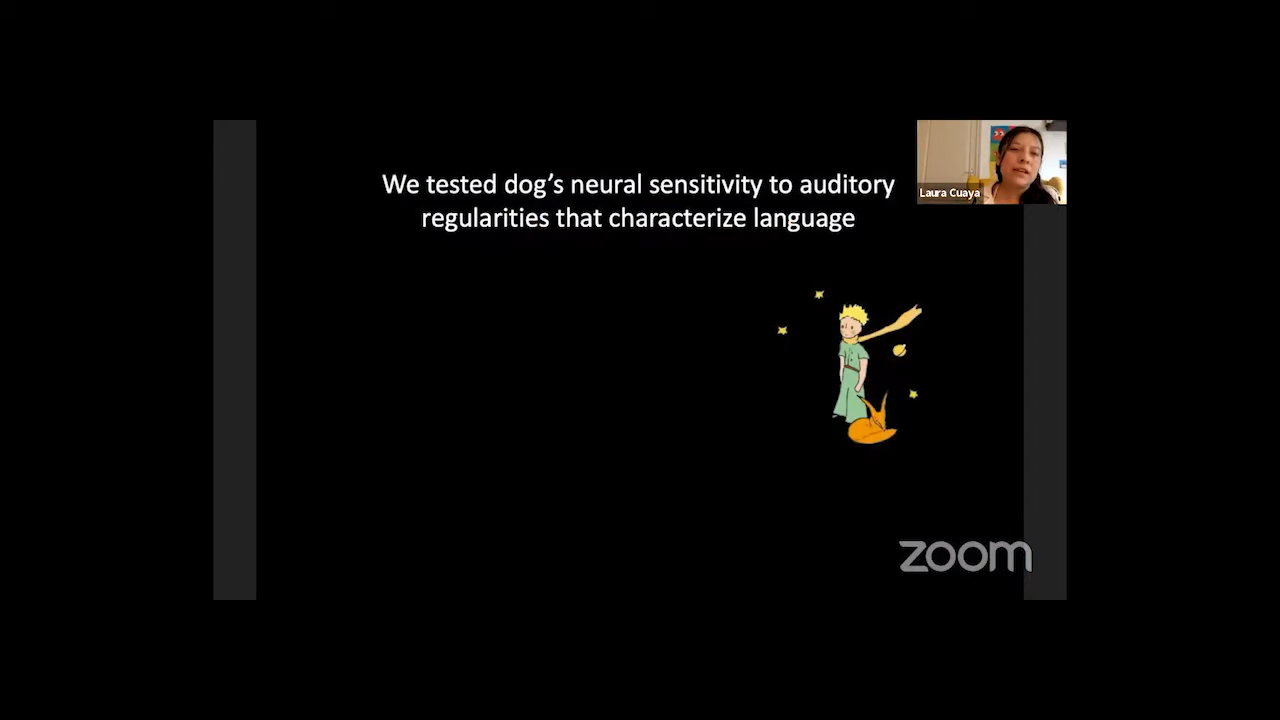 We tested dog’s neural sensitivity to auditory
regularities that characterize language
Laura Cuaya
zoom